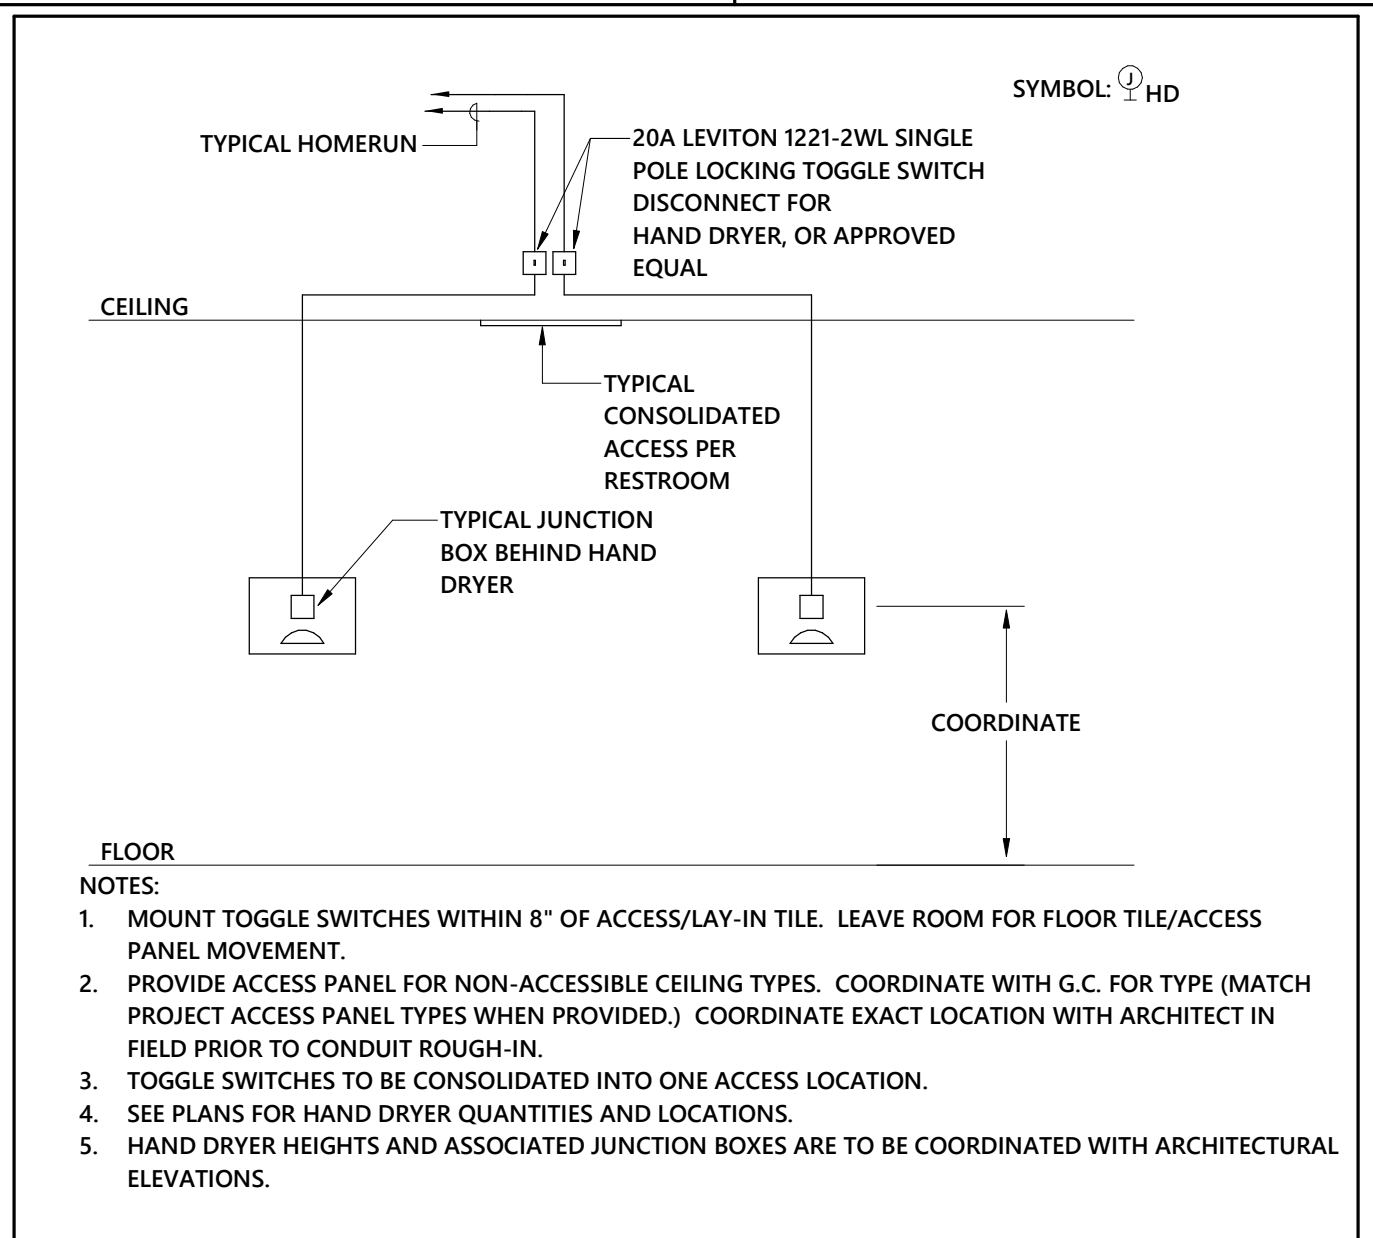 SYMBOL: J HD
TYPICAL HOMERUN
20A LEVITON 1221-2WL SINGLE
POLE LOCKING TOGGLE SWITCH
DISCONNECT FOR
HAND DRYER, OR APPROVED
EQUAL
CEILING
TYPICAL
CONSOLIDATED
ACCESS PER
RESTROOM
TYPICAL JUNCTION
BOX BEHIND HAND
DRYER
COORDINATE
FLOOR
NOTES:
1. MOUNT TOGGLE SWITCHES WITHIN 8" OF ACCESS/LAY-IN TILE. LEAVE ROOM FOR FLOOR TILE/ACCESS
PANEL MOVEMENT.
2. PROVIDE ACCESS PANEL FOR NON-ACCESSIBLE CEILING TYPES. COORDINATE WITH G.C. FOR TYPE (MATCH
PROJECT ACCESS PANEL TYPES WHEN PROVIDED.) COORDINATE EXACT LOCATION WITH ARCHITECT IN
FIELD PRIOR TO CONDUIT ROUGH-IN.
3. TOGGLE SWITCHES TO BE CONSOLIDATED INTO ONE ACCESS LOCATION.
4. SEE PLANS FOR HAND DRYER QUANTITIES AND LOCATIONS.
5. HAND DRYER HEIGHTS AND ASSOCIATED JUNCTION BOXES ARE TO BE COORDINATED WITH ARCHITECTURAL
ELEVATIONS.